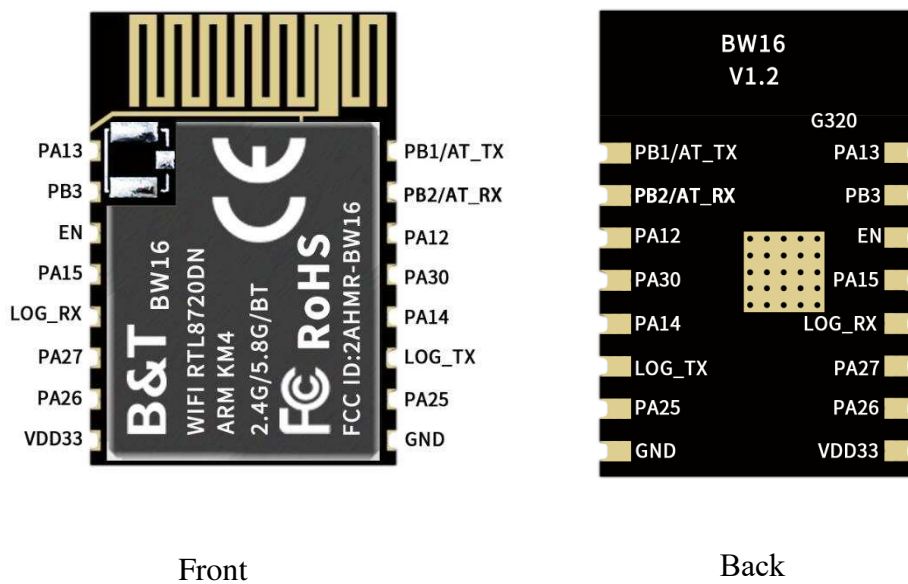 PA13
PB3
EN
PA15
LOG_RX
PA27
PA26
VDD33
B&T BW16
WIFI RTL8720DN
ARM KM4
2.4G/5.8G/BT
CE
FC RoHS
FCC ID:2AHMR-BW16
PB1/AT_TX
PB2/AT_RX
PA12
PA30
PA14
LOG_TX
PA25
GND
Front
BW16
V1.2
G320
PB1/AT_TX PA13
PB2/AT_RX PB3
PA12 EN
PA30 PA15
PA14 LOG_RX
LOG_TX PA27
PA25 PA26
GND VDD33
Back